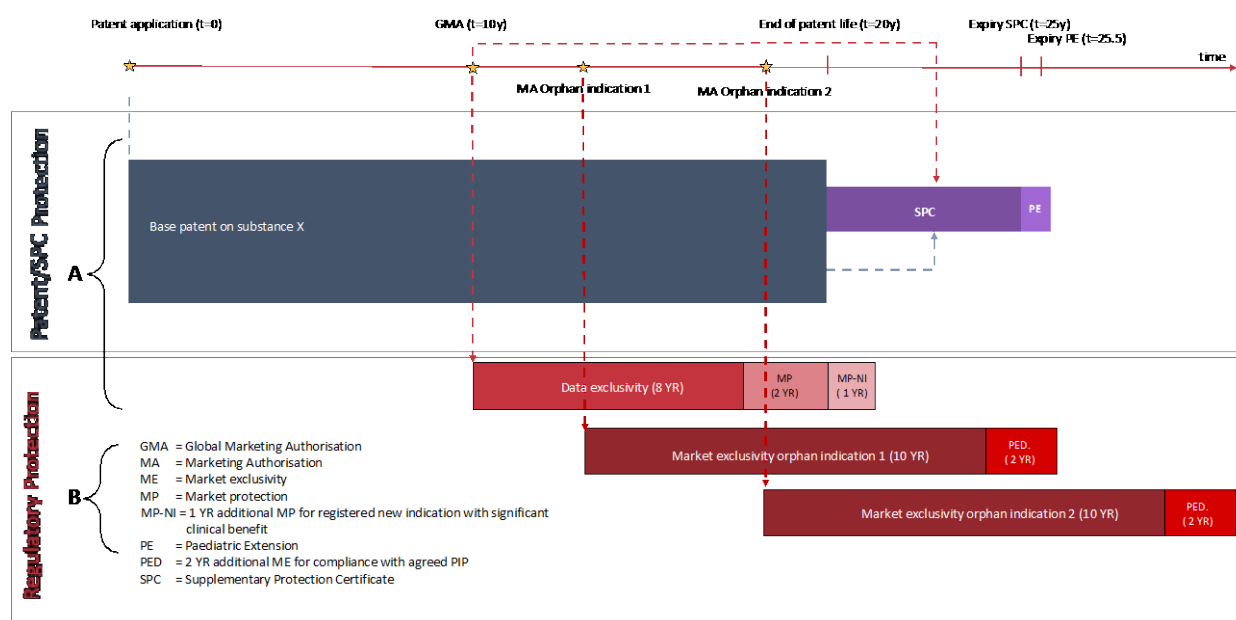 Patent application (t=0)
GMA (t=10y)
End of patent life (t=20y)
Expiry SPC(t=25y)
Expiry PE (t=25.5)
time
MA Orphan indication 1
MA Orphan indication 2
Patent/SPC Protection
A
Base patent on substance X
SPC
PE
Regulatory Protection
B
Data exclusivity (8 YR)
MP
(2 YR)
MP-NI
( 1 YR)
Market exclusivity orphan indication 1 (10 YR)
PED.
( 2 YR)
Market exclusivity orphan indication 2 (10 YR)
PED.
( 2 YR)
GMA = Global Marketing Authorisation
MA = Marketing Authorisation
ME = Market exclusivity
MP = Market protection
MP-NI = 1 YR additional MP for registered new indication with significant
clinical benefit
PE = Paediatric Extension
PED = 2 YR additional ME for compliance with agreed PIP
SPC = Supplementary Protection Certificate